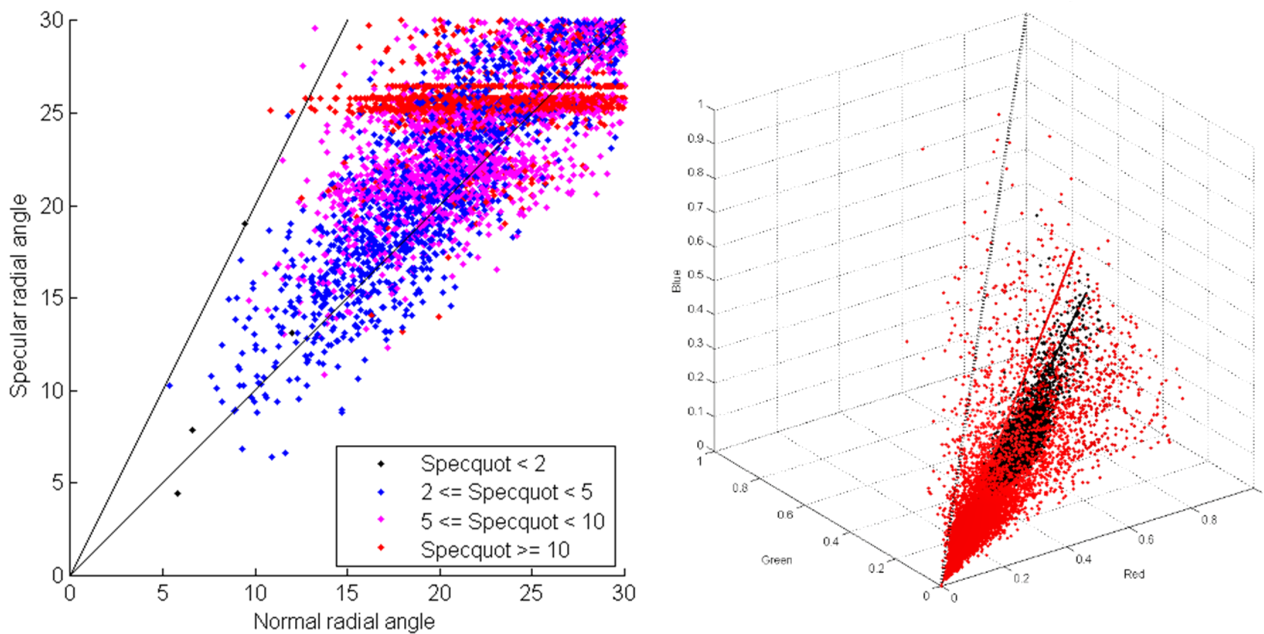 30
25
20
15
10
5
0
Specular radial angle
0 5 10 15 20 25 30
Normal radial angle
Specquot < 2
2 <= Specquot < 5
5 <= Specquot < 10
Specquot >= 10
1
0.9
0.8
0.7
0.6
0.5
0.4
0.3
0.2
0.1
0
Blue
1
0.8
0.6
0.4
0.2
0
Green
0
0.2
0.4
0.6
0.8
Red